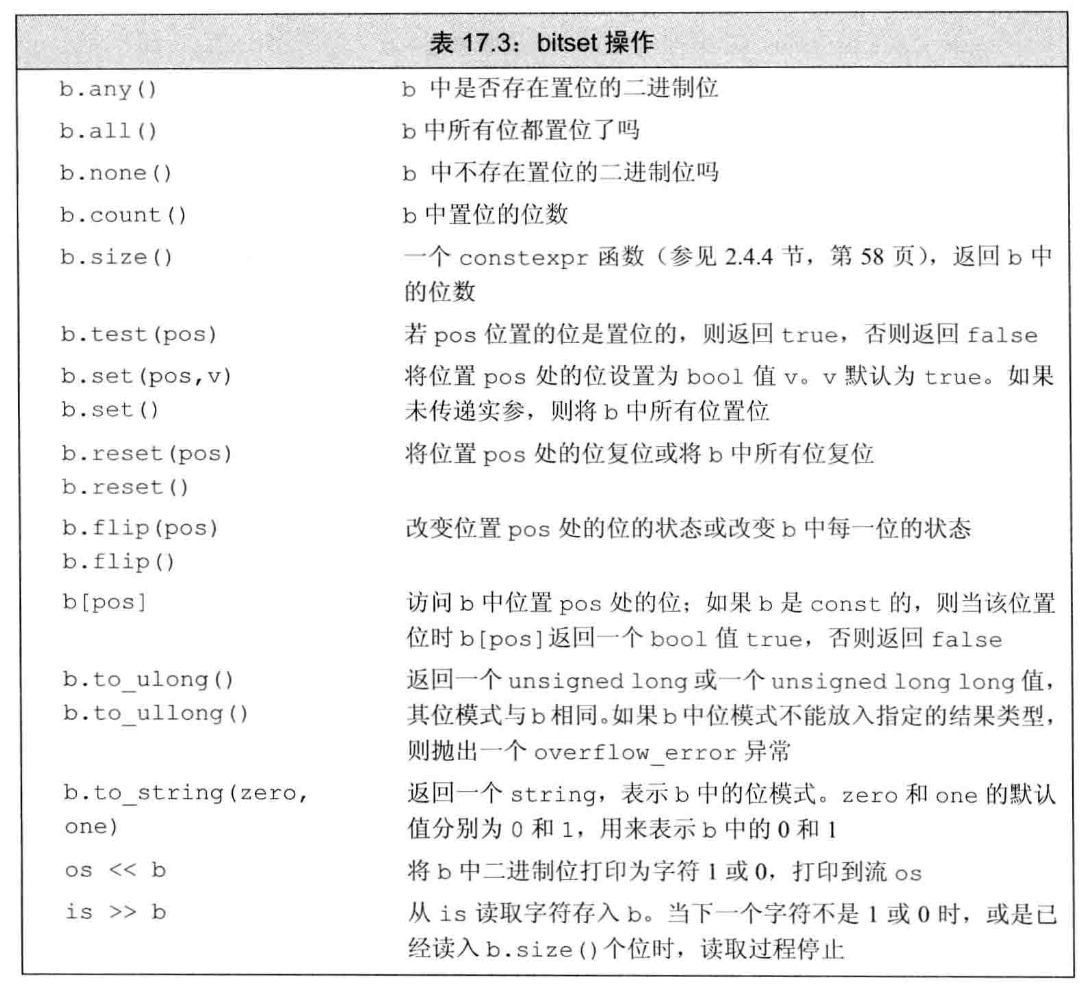 表 17.3：bitset 操作
b.any() b 中是否存在置位的二进制位
b.all() b 中所有位都置位了吗
b.none() b 中不存在置位的二进制位吗
b.count() b 中置位的位数
b.size() 一个 constexpr 函数（参见 2.4.4 节，第 58 页），返回 b 中
的位数
b.test(pos) 若 pos 位置的位是置位的，则返回 true，否则返回 false
b.set(pos,v) 将位置 pos 处的位设置为 bool 值 v。v 默认为 true。如果
b.set() 未传递实参，则将 b 中所有位置位
b.reset(pos) 将位置 pos 处的位复位或将 b 中所有位复位
b.reset()
b.flip(pos) 改变位置 pos 处的位的状态或改变 b 中每一位的状态
b.flip()
b[pos] 访问 b 中位置 pos 处的位；如果 b 是 const 的，则当该位置
位时 b[pos]返回一个 bool 值 true，否则返回 false
b.to_ulong() 返回一个 unsigned long 或一个 unsigned long long 值，
b.to_ullong() 其位模式与b相同。如果b中位模式不能放入指定的结果类型，
则抛出一个 overflow_error 异常
b.to_string(zero, 返回一个 string，表示 b 中的位模式。zero 和 one 的默认
one) 值分别为 0 和 1，用来表示 b 中的 0 和 1
os << b 将 b 中二进制位打印为字符 1 或 0，打印到流 os
is >> b 从 is 读取字符存入 b。当下一个字符不是 1 或 0 时，或是已
经读入 b.size()个位时，读取过程停止